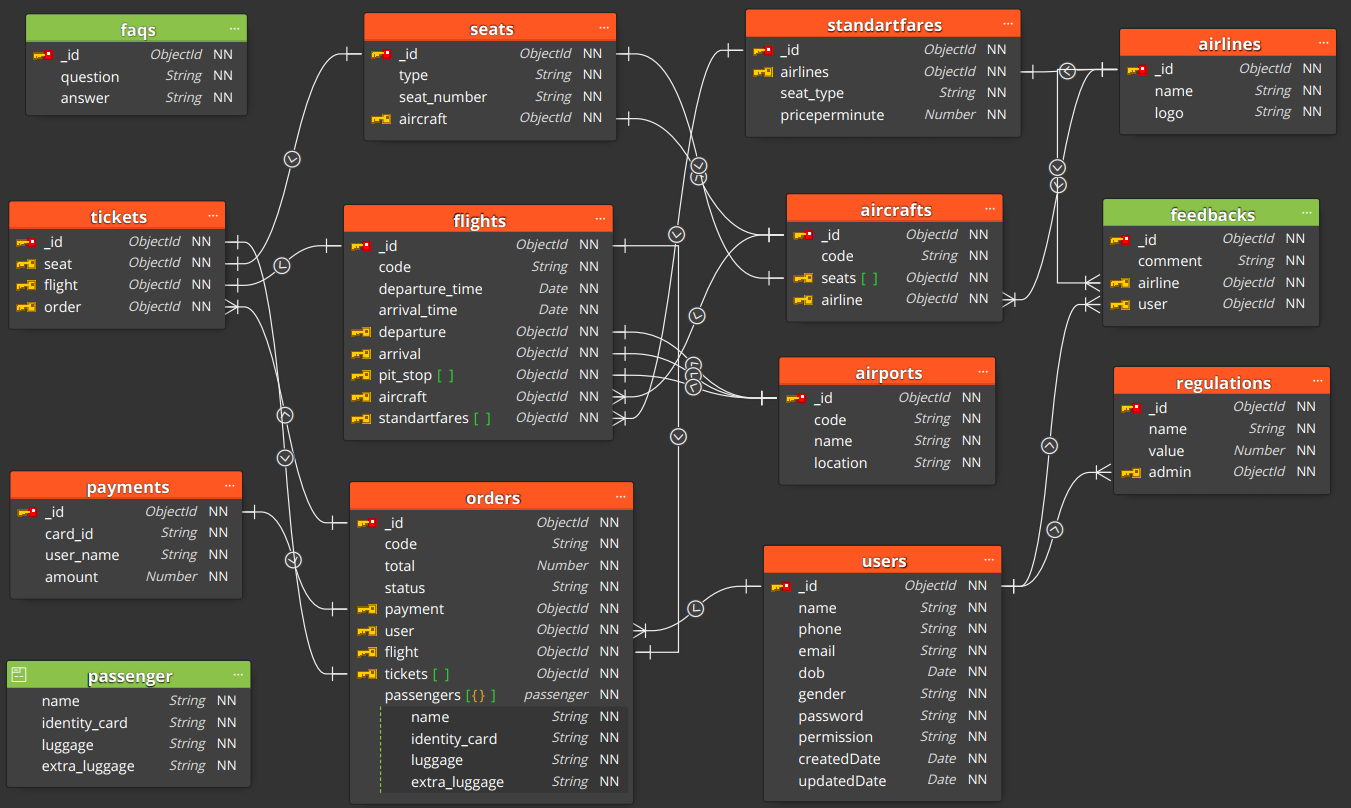 faqs ...
_id ObjectId NN
question String NN
answer String NN
seats ...
_id ObjectId NN
type String NN
seat_number String NN
aircraft ObjectId NN
standartfares ...
_id ObjectId NN
airlines ObjectId NN
seat_type String NN
priceperminute Number NN
airlines ...
_id ObjectId NN
name String NN
logo String NN
tickets ...
_id ObjectId NN
seat ObjectId NN
flight ObjectId NN
order ObjectId NN
flights ...
_id ObjectId NN
code String NN
departure_time Date NN
arrival_time Date NN
departure ObjectId NN
arrival ObjectId NN
pit_stop [ ] ObjectId NN
aircraft ObjectId NN
standartfares [ ] ObjectId NN
aircrafts ...
_id ObjectId NN
code String NN
seats [ ] ObjectId NN
airline ObjectId NN
feedbacks ...
_id ObjectId NN
comment String NN
airline ObjectId NN
user ObjectId NN
airports ...
_id ObjectId NN
code String NN
name String NN
location String NN
regulations ...
_id ObjectId NN
name String NN
value Number NN
admin ObjectId NN
payments ...
_id ObjectId NN
card_id String NN
user_name String NN
amount Number NN
orders ...
_id ObjectId NN
code String NN
total Number NN
status String NN
payment ObjectId NN
user ObjectId NN
flight ObjectId NN
tickets [ ] ObjectId NN
passengers [{} ] passenger NN
name String NN
identity_card String NN
luggage String NN
extra_luggage String NN
users ...
_id ObjectId NN
name String NN
phone String NN
email String NN
dob Date NN
gender String NN
password String NN
permission String NN
createdDate Date NN
updatedDate Date NN
passenger ...
name String NN
identity_card String NN
luggage String NN
extra_luggage String NN